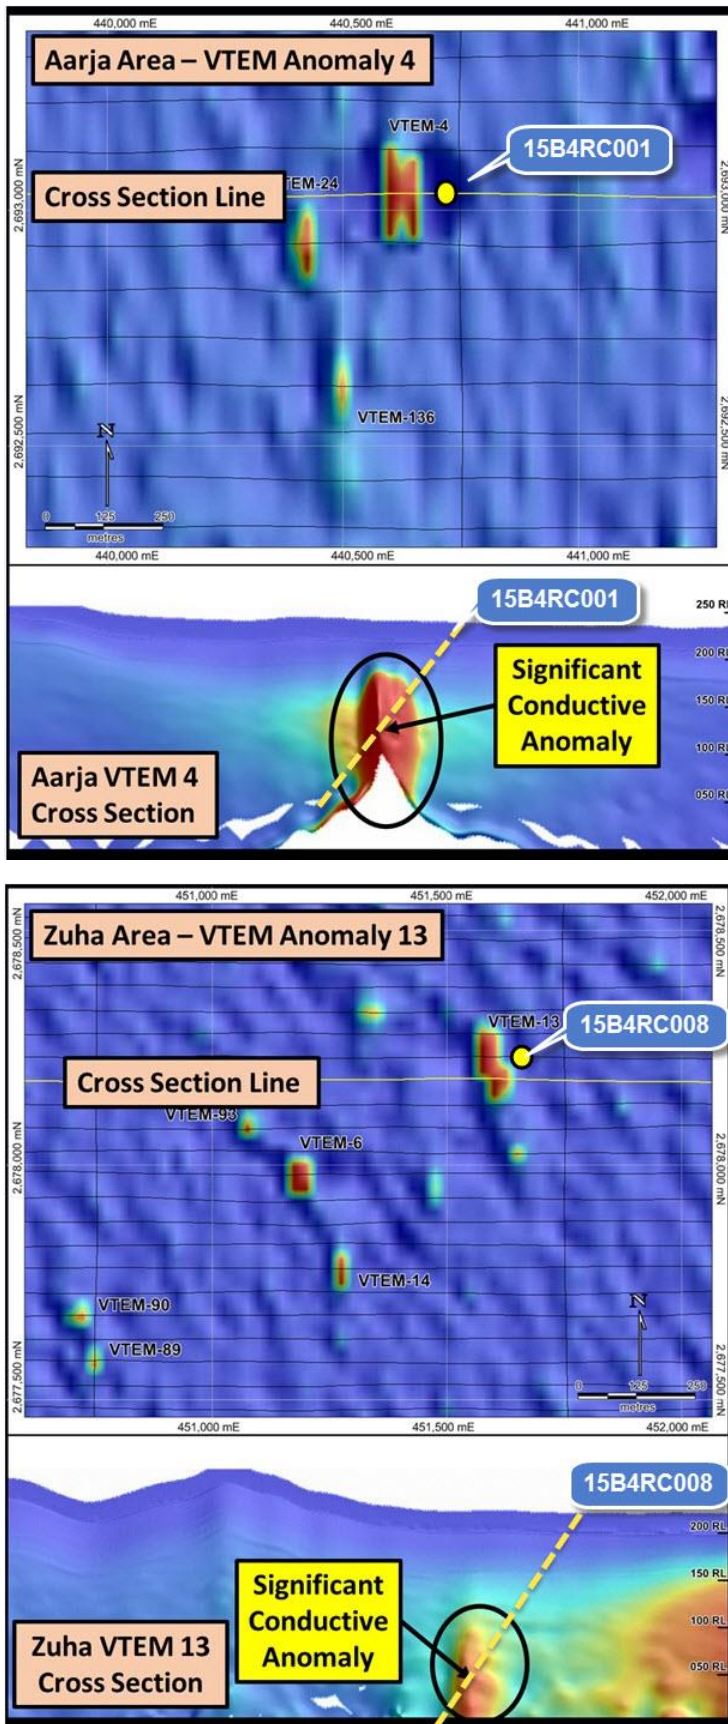 440,000 mE 440,500 mE 441,000 mE
Aarja Area – VTEM Anomaly 4
VTEM-4
15B4RC001
TEM-24
Cross Section Line
2,693,000 mN
VTEM-136
2,692,500 mN
2,692,500 mN
N
0 125 250
metres
440,000 mE 440,500 mE 441,000 mE
15B4RC001
250 RL
Significant
Conductive
Anomaly
200 RL
150 RL
100 RL
050 RL
Aarja VTEM 4
Cross Section
451,000 mE 451,500 mE 452,000 mE
2,678,500 mN
2,678,500 mN
Zuha Area – VTEM Anomaly 13
VTEM-13
15B4RC008
Cross Section Line
VTEM-93
VTEM-6
2,678,000 mN
2,678,000 mN
VTEM-14
VTEM-90
VTEM-89
2,677,500 mN
2,677,500 mN
N
0 125 250
metres
451,000 mE 451,500 mE 452,000 mE
15B4RC008
200 RL
150 RL
100 RL
050 RL
Significant
Conductive
Anomaly
Zuha VTEM 13
Cross Section